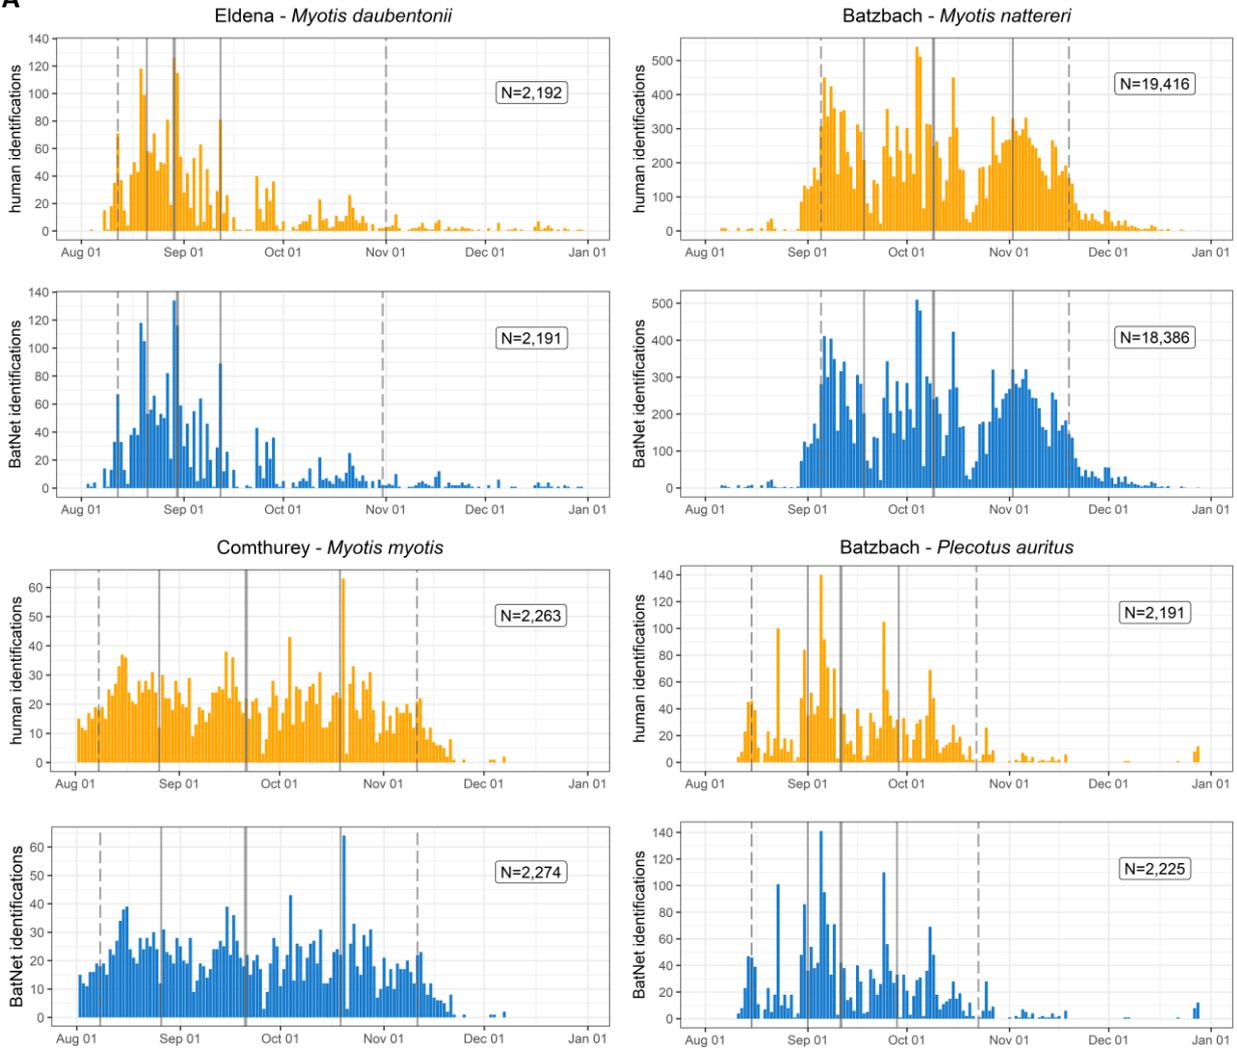 A
Eldena - Myotis daubentonii
human identifications
140
120
100
80
60
40
20
0
N=2,192
Aug 01 Sep 01 Oct 01 Nov 01 Dec 01 Jan 01
BatNet identifications
140
120
100
80
60
40
20
0
N=2,191
Aug 01 Sep 01 Oct 01 Nov 01 Dec 01 Jan 01
Batzbach - Myotis nattereri
human identifications
500
400
300
200
100
0
N=19,416
Aug 01 Sep 01 Oct 01 Nov 01 Dec 01 Jan 01
BatNet identifications
500
400
300
200
100
0
N=18,386
Aug 01 Sep 01 Oct 01 Nov 01 Dec 01 Jan 01
Comthurey - Myotis myotis
human identifications
60
50
40
30
20
10
0
N=2,263
Aug 01 Sep 01 Oct 01 Nov 01 Dec 01 Jan 01
BatNet identifications
60
50
40
30
20
10
0
N=2,274
Aug 01 Sep 01 Oct 01 Nov 01 Dec 01 Jan 01
Batzbach - Plecotus auritus
human identifications
140
120
100
80
60
40
20
0
N=2,191
Aug 01 Sep 01 Oct 01 Nov 01 Dec 01 Jan 01
BatNet identifications
140
120
100
80
60
40
20
0
N=2,225
Aug 01 Sep 01 Oct 01 Nov 01 Dec 01 Jan 01